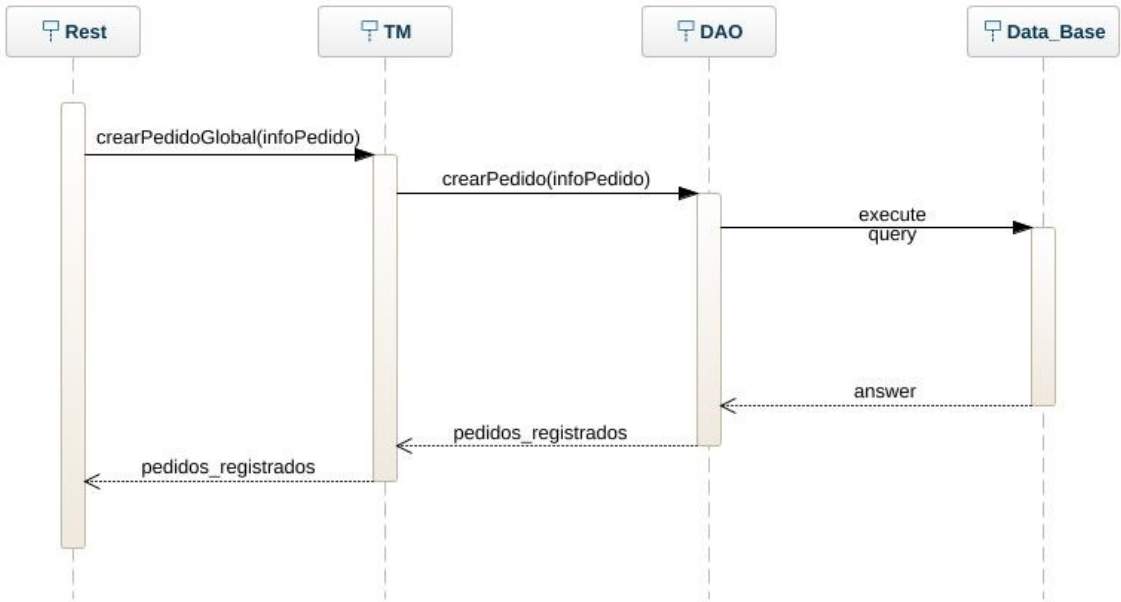 Rest
TM
DAO
Data_Base
crearPedidoGlobal(infoPedido)
crearPedido(infoPedido)
execute
query
answer
pedidos_registrados
pedidos_registrados